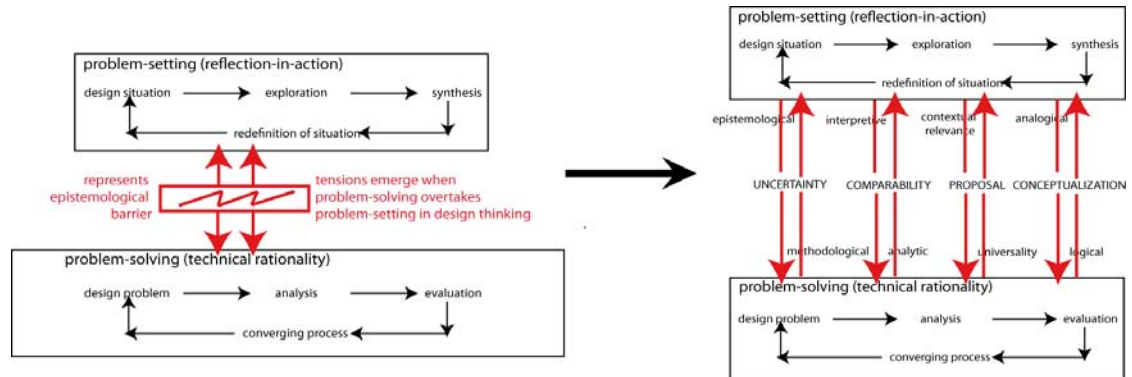 problem-setting (reflection-in-action)
design situation exploration synthesis
redefinition of situation
represents
epistemological
barrier
tensions emerge when
problem-solving overtakes
problem-setting in design thinking
problem-solving (technical rationality)
design problem analysis evaluation
converging process
problem-setting (reflection-in-action)
design situation exploration synthesis
redefinition of situation
epistemological interpretive contextual relevance analogical
UNCERTAINTY COMPARABILITY PROPOSAL CONCEPTUALIZATION
methodological analytic universality logical
problem-solving (technical rationality)
design problem analysis evaluation
converging process